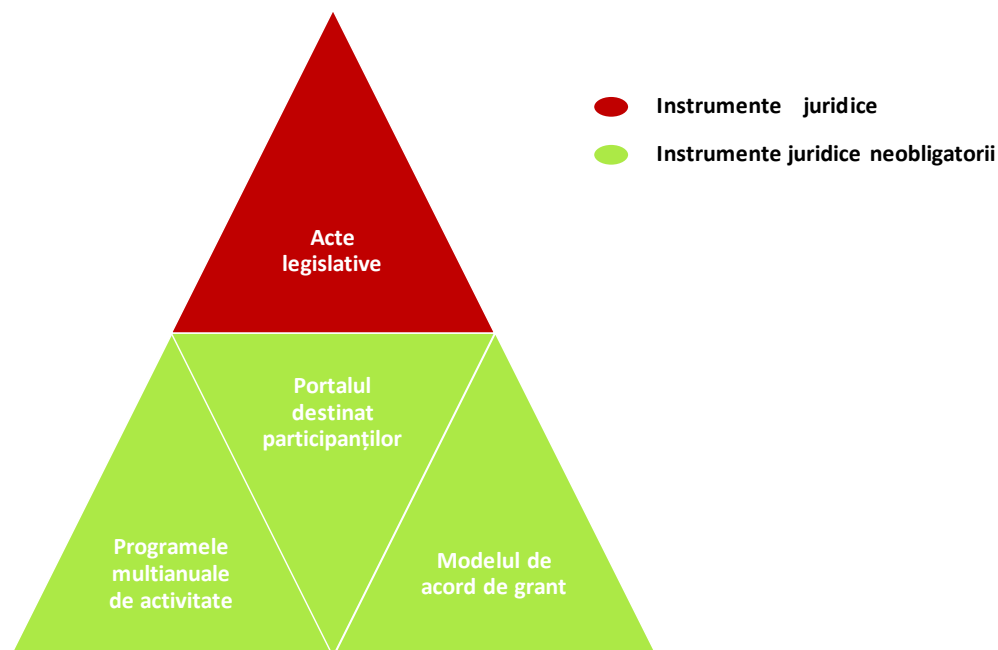 Instrumente juridice
Instrumente juridice neobligatorii
Acte
legislative
Portalul
destinat
participanților
Programele
multianuale
de activitate
Modelul de
acord de grant